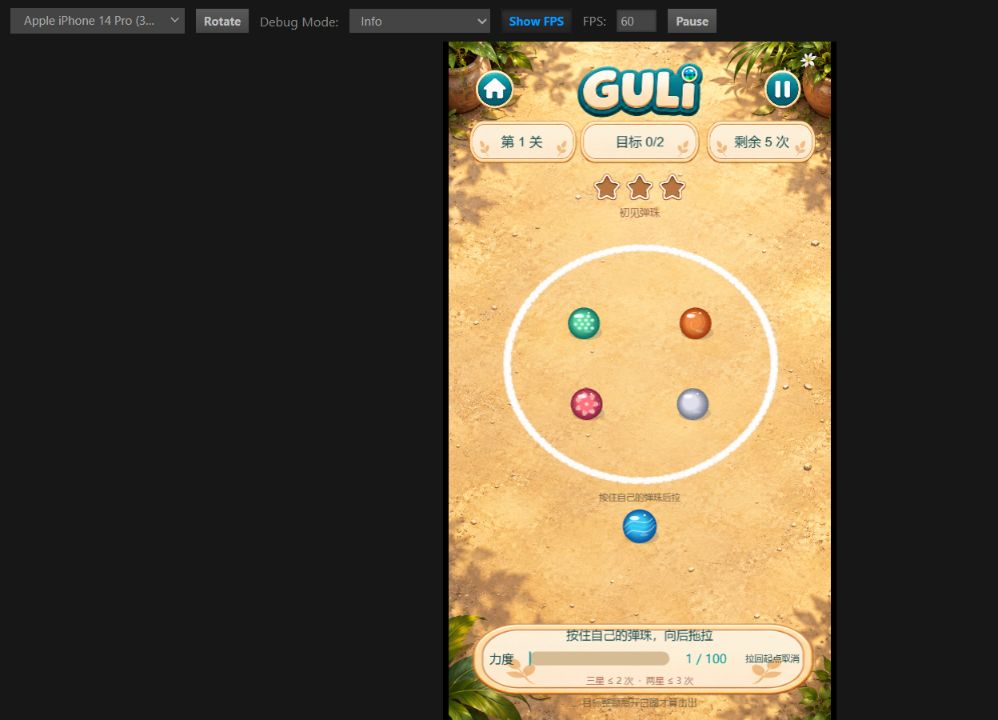 Apple iPhone 14 Pro (3... Rotate Debug Mode: Info Show FPS FPS: 60 Pause
GULi
第 1 关 目标 0/2 剩余 5 次
初见弹珠
按住自己的弹珠后拉
按住自己的弹珠，向后拖拉
力度 1 / 100 拉回起点取消
三星 ≤ 2 次 · 两星 ≤ 3 次